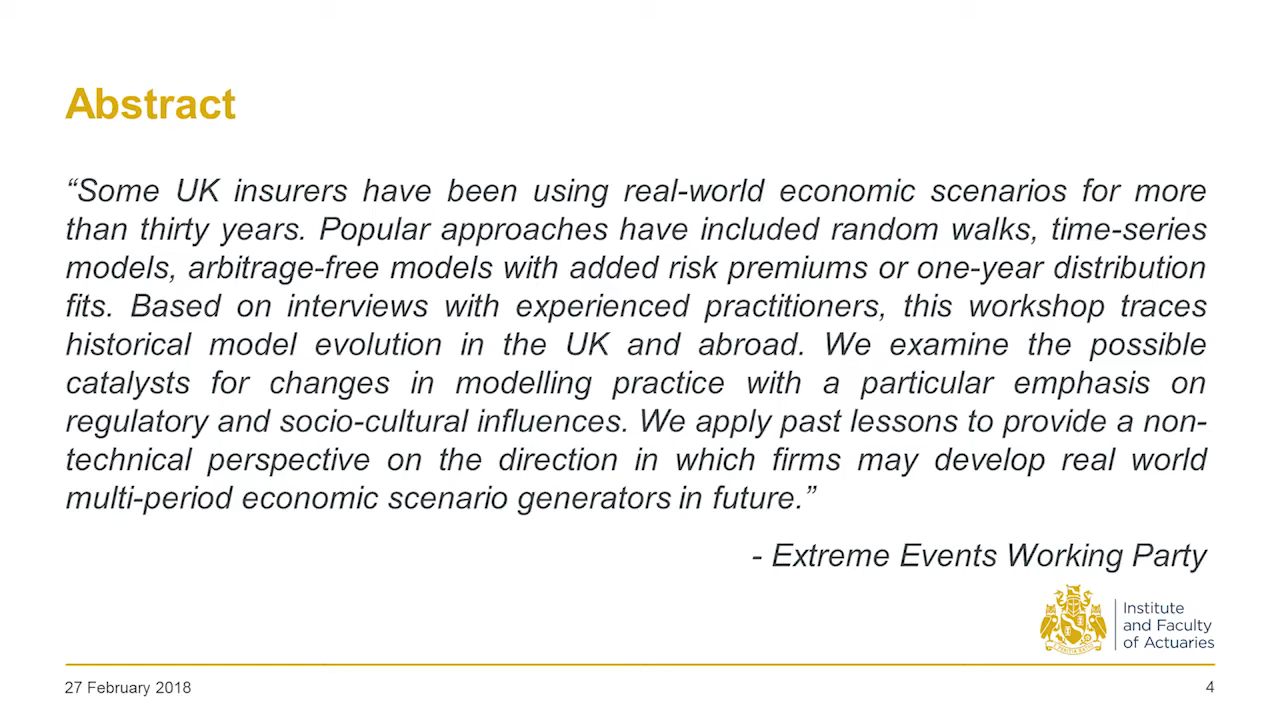 Abstract
“Some UK insurers have been using real-world economic scenarios for more
than thirty years. Popular approaches have included random walks, time-series
models, arbitrage-free models with added risk premiums or one-year distribution
fits. Based on interviews with experienced practitioners, this workshop traces
historical model evolution in the UK and abroad. We examine the possible
catalysts for changes in modelling practice with a particular emphasis on
regulatory and socio-cultural influences. We apply past lessons to provide a non-
technical perspective on the direction in which firms may develop real world
multi-period economic scenario generators in future.”
- Extreme Events Working Party
Institute
and Faculty
of Actuaries
27 February 2018
4